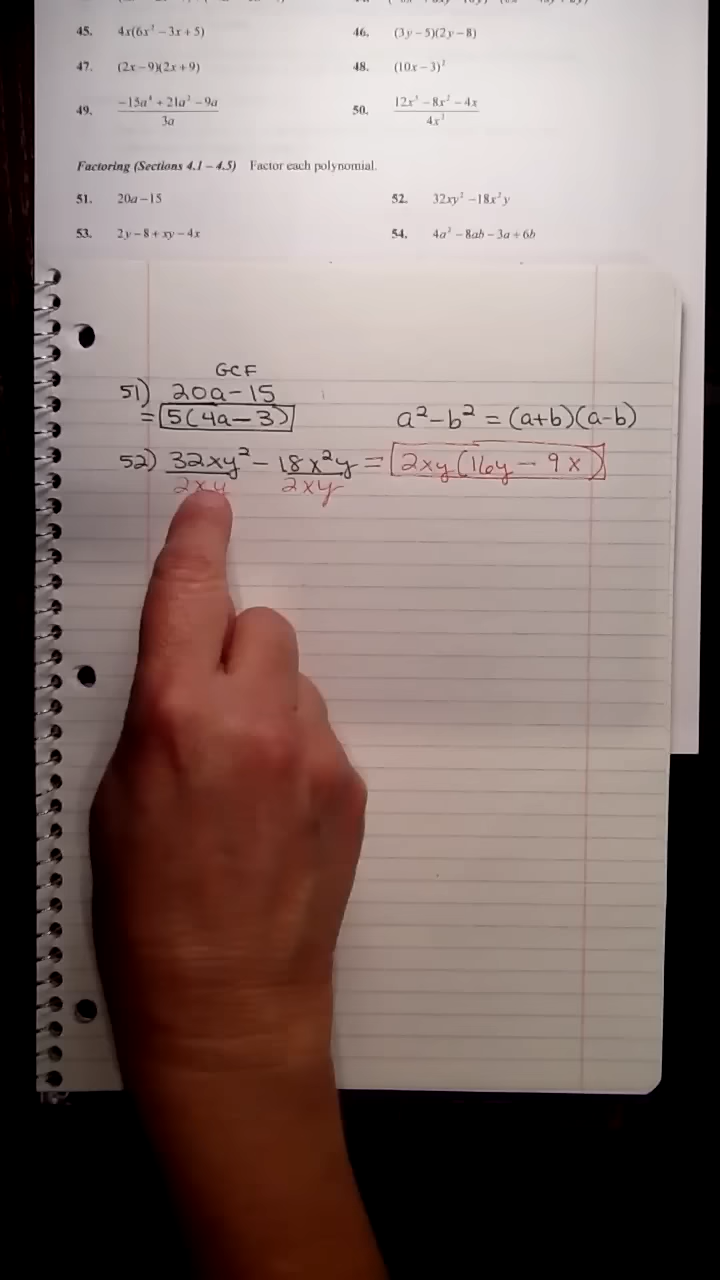 45. 4x(6x² – 3x + 5) 46. (3y – 5)(2y – 8)
47. (2x – 9)(2x + 9) 48. (10x – 3)²
49. −15a⁴ + 21a² − 9a / 3a 50. 12x³ − 8x² − 4x / 4x²
Factoring (Sections 4.1 – 4.5) Factor each polynomial.
51. 20a – 15 52. 32xy² – 18x²y
53. 2y – 8 + xy – 4x 54. 4a² – 8ab – 3a + 6b
GCF
51) 20a – 15
= 5(4a – 3) a² – b² = (a+b)(a-b)
52) 32xy² – 18x²y = 2xy(16y – 9x)
2xy 2xy